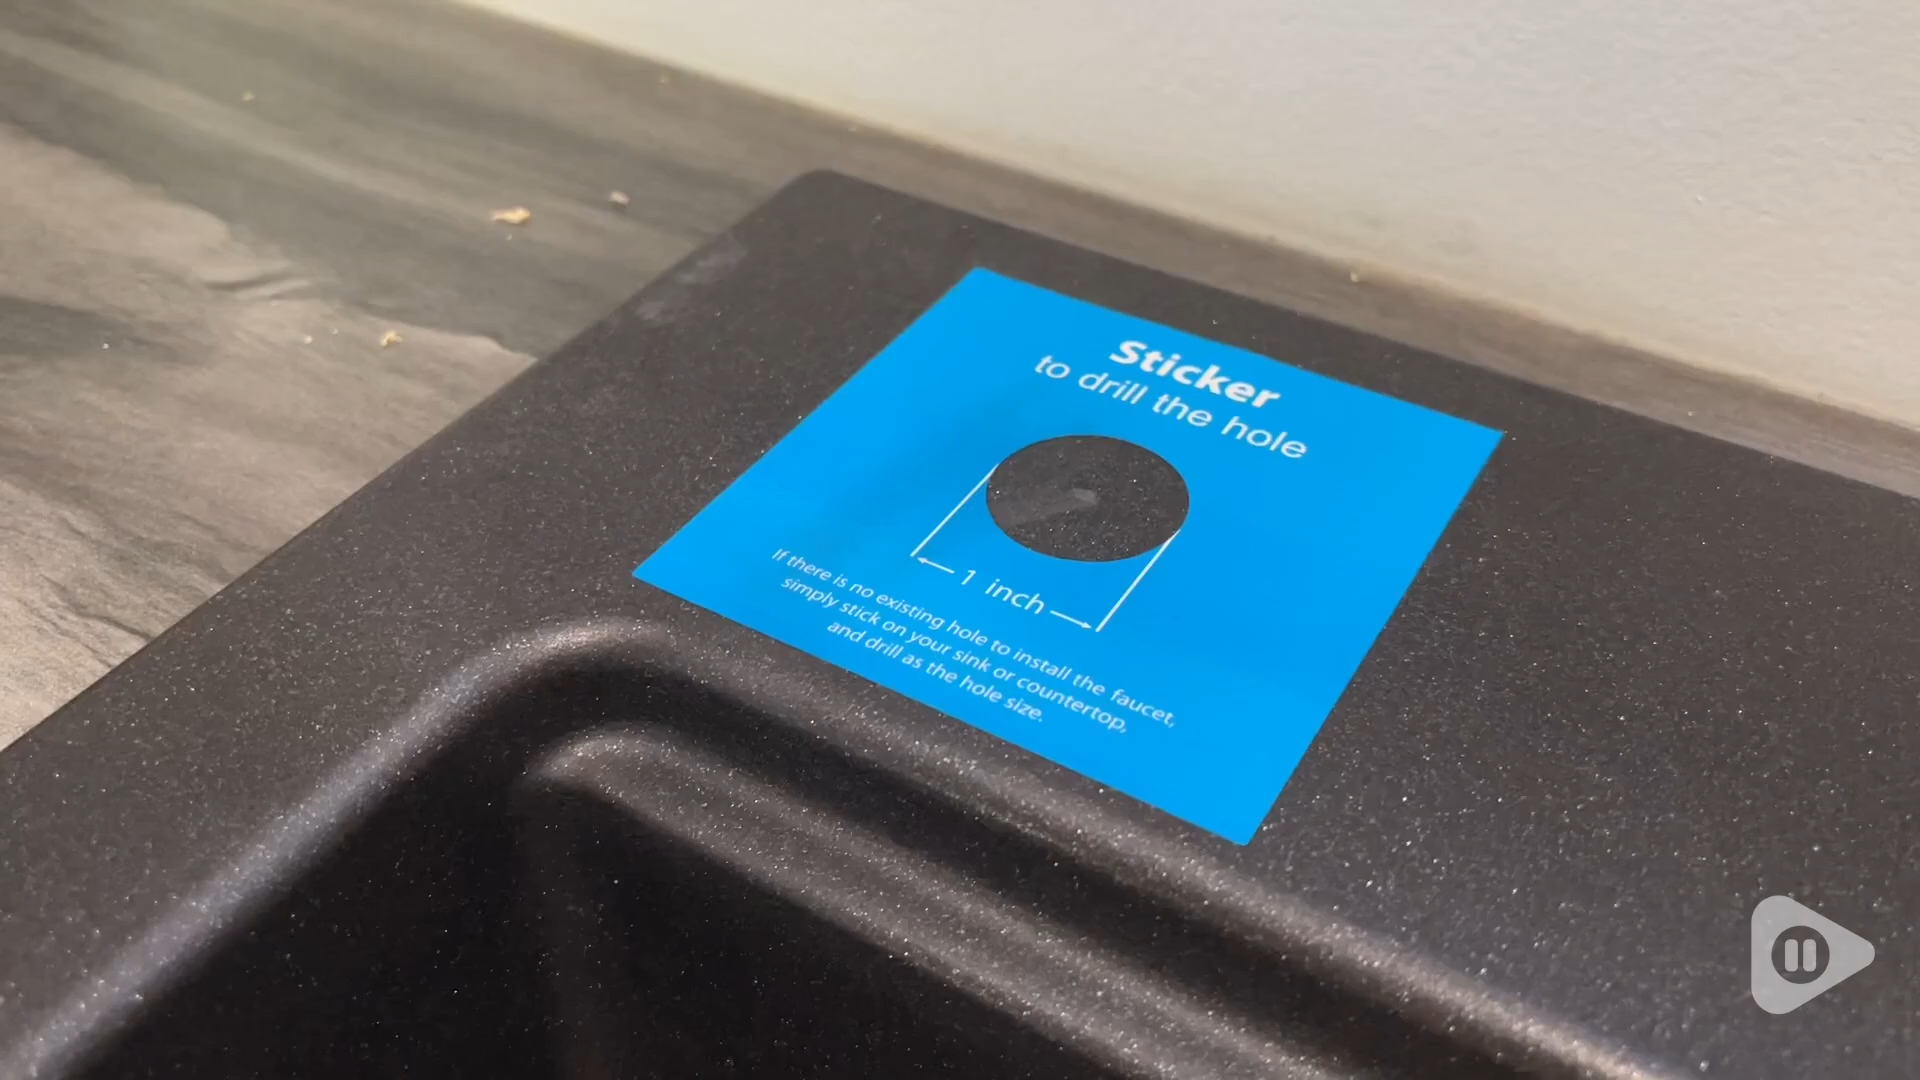 Sticker
to drill the hole
1 inch
If there is no existing hole to install the faucet,
simply stick on your sink or countertop,
and drill as the hole size.